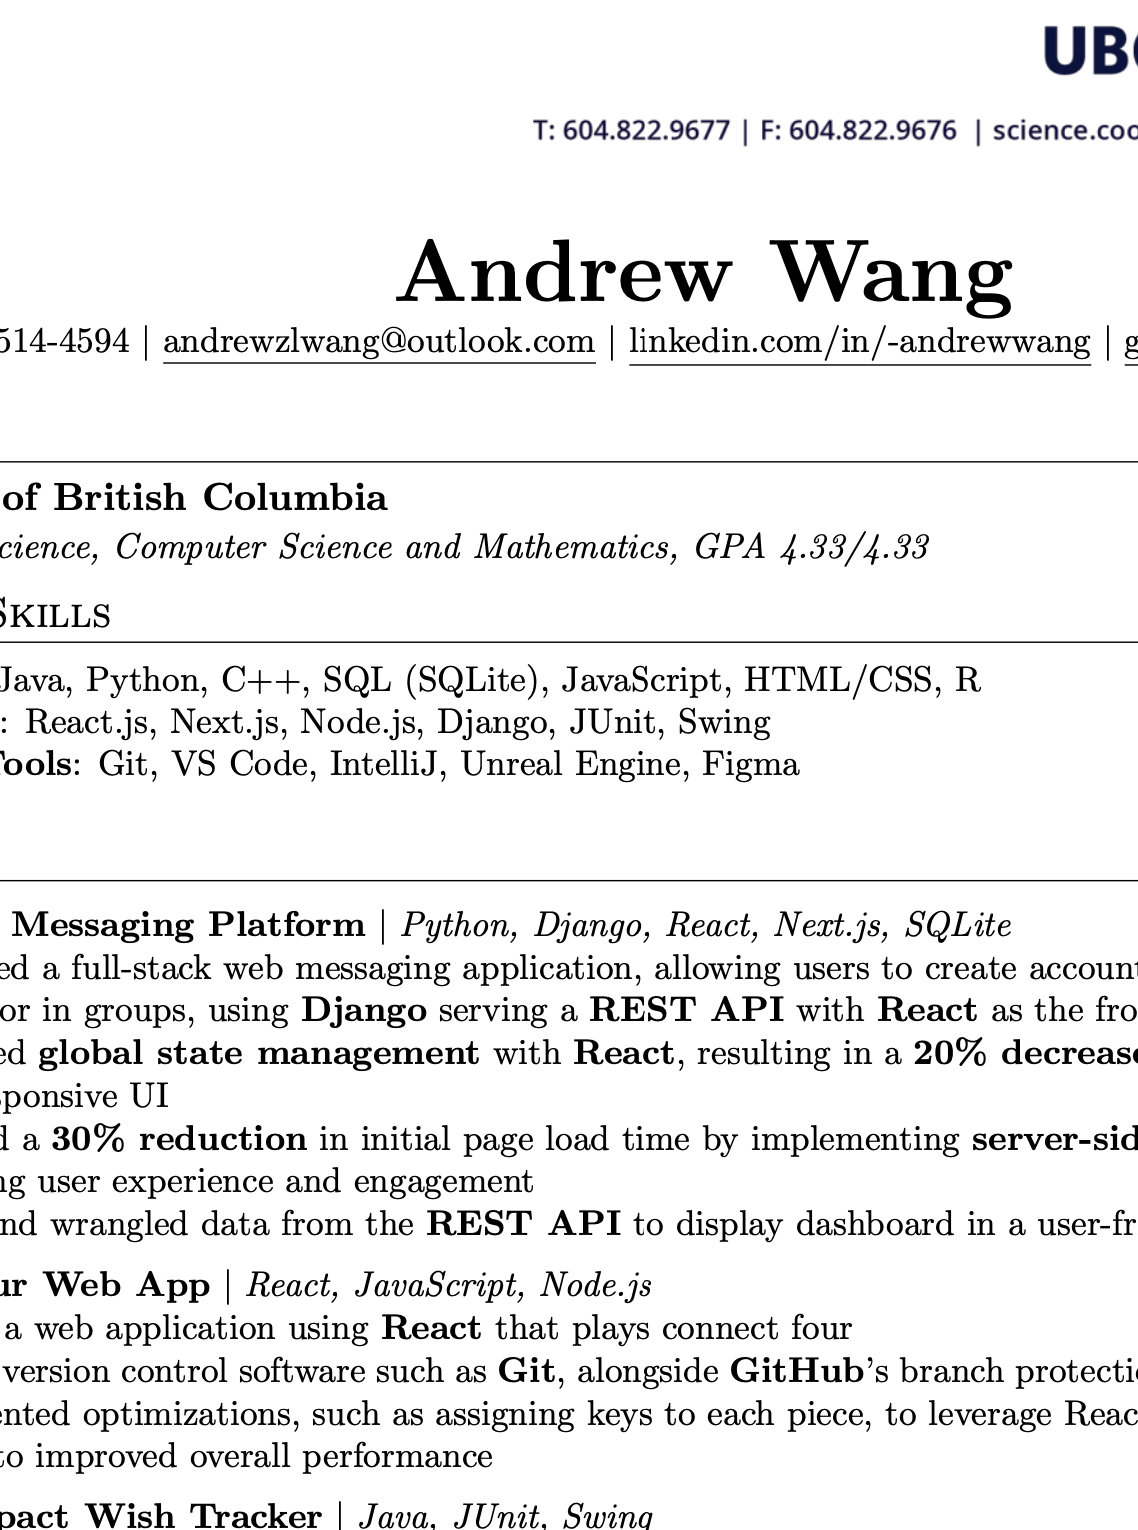 UBC
T: 604.822.9677 | F: 604.822.9676 | science.coo
Andrew Wang
514-4594 | andrewzlwang@outlook.com | linkedin.com/in/-andrewwang | g
of British Columbia
cience, Computer Science and Mathematics, GPA 4.33/4.33
SKILLS
Java, Python, C++, SQL (SQLite), JavaScript, HTML/CSS, R
: React.js, Next.js, Node.js, Django, JUnit, Swing
Tools: Git, VS Code, IntelliJ, Unreal Engine, Figma
Messaging Platform | Python, Django, React, Next.js, SQLite
ed a full-stack web messaging application, allowing users to create account
or in groups, using Django serving a REST API with React as the fro
ed global state management with React, resulting in a 20% decrease
sponsive UI
d a 30% reduction in initial page load time by implementing server-sid
ng user experience and engagement
nd wrangled data from the REST API to display dashboard in a user-fr
ur Web App | React, JavaScript, Node.js
a web application using React that plays connect four
version control software such as Git, alongside GitHub's branch protectio
ented optimizations, such as assigning keys to each piece, to leverage Reac
to improved overall performance
pact Wish Tracker | Java, JUnit, Swing